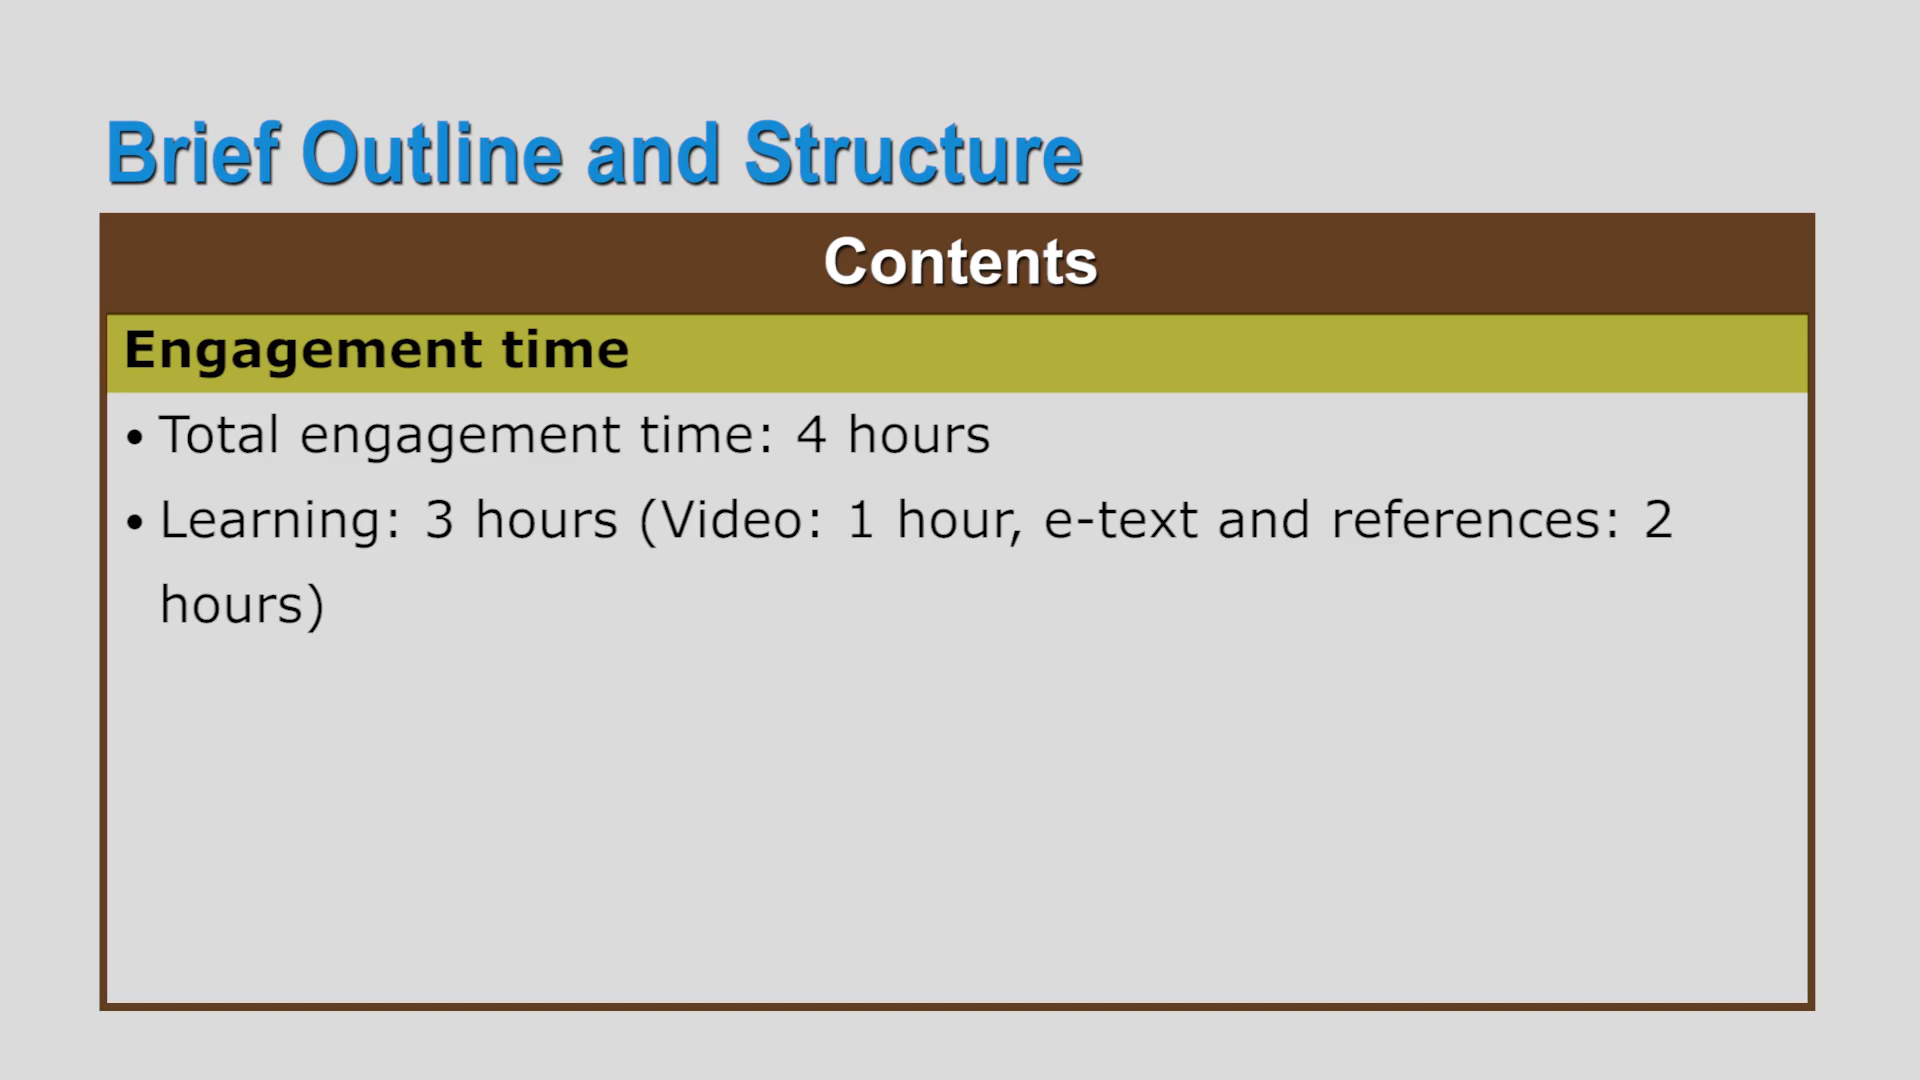 Brief Outline and Structure
Contents
Engagement time
• Total engagement time: 4 hours
• Learning: 3 hours (Video: 1 hour, e-text and references: 2
hours)